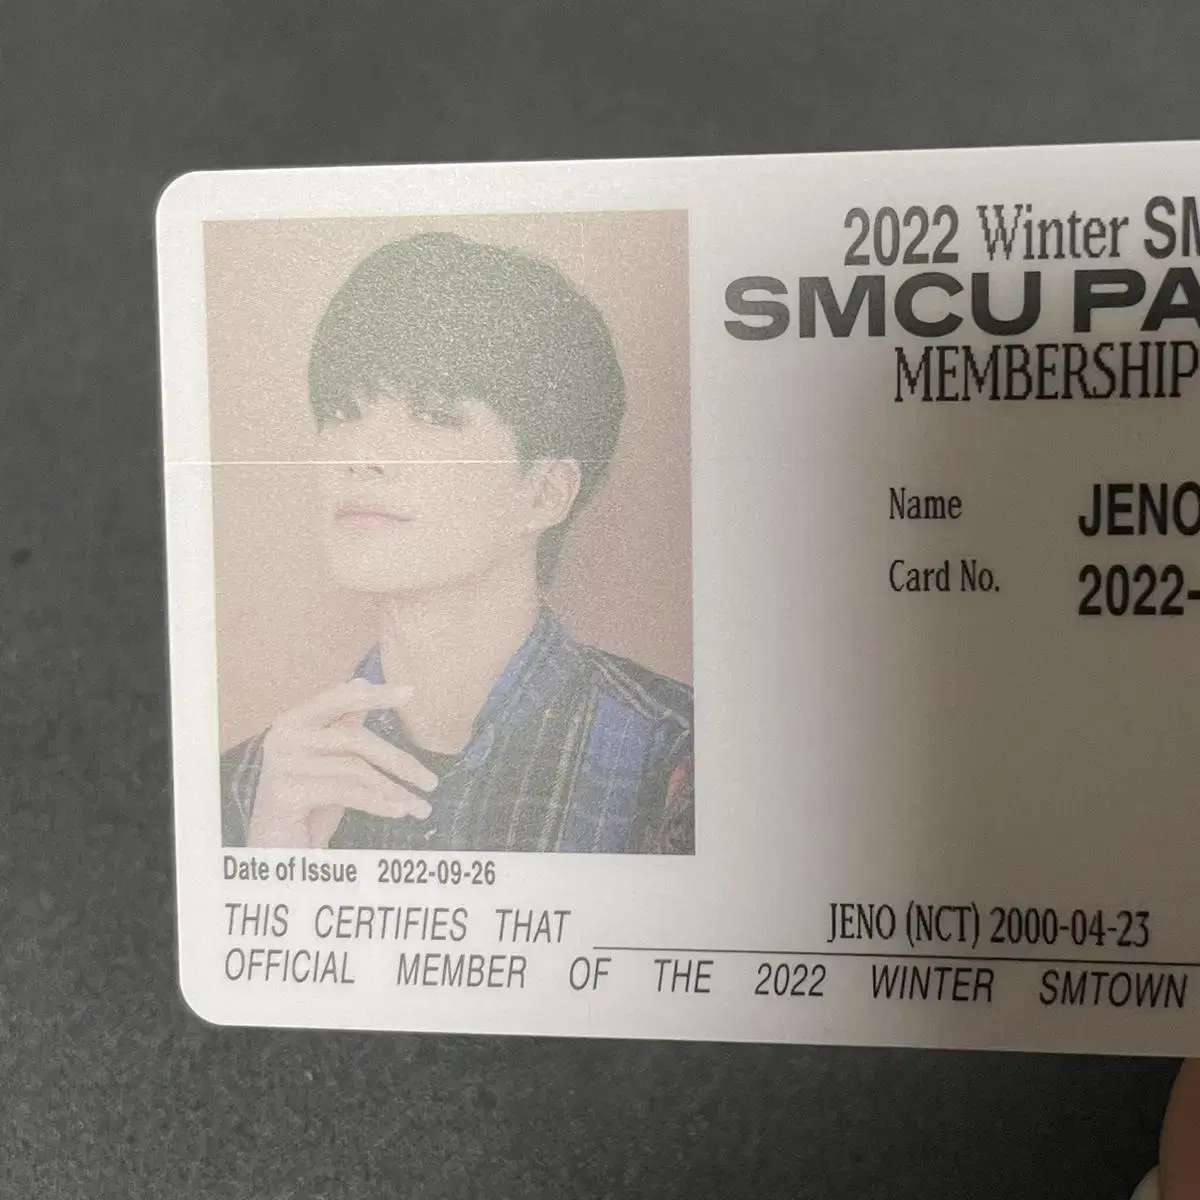 2022 Winter SM
SMCU PA
MEMBERSHIP
Name JENO
Card No. 2022-
Date of Issue 2022-09-26
THIS CERTIFIES THAT JENO (NCT) 2000-04-23
OFFICIAL MEMBER OF THE 2022 WINTER SMTOWN